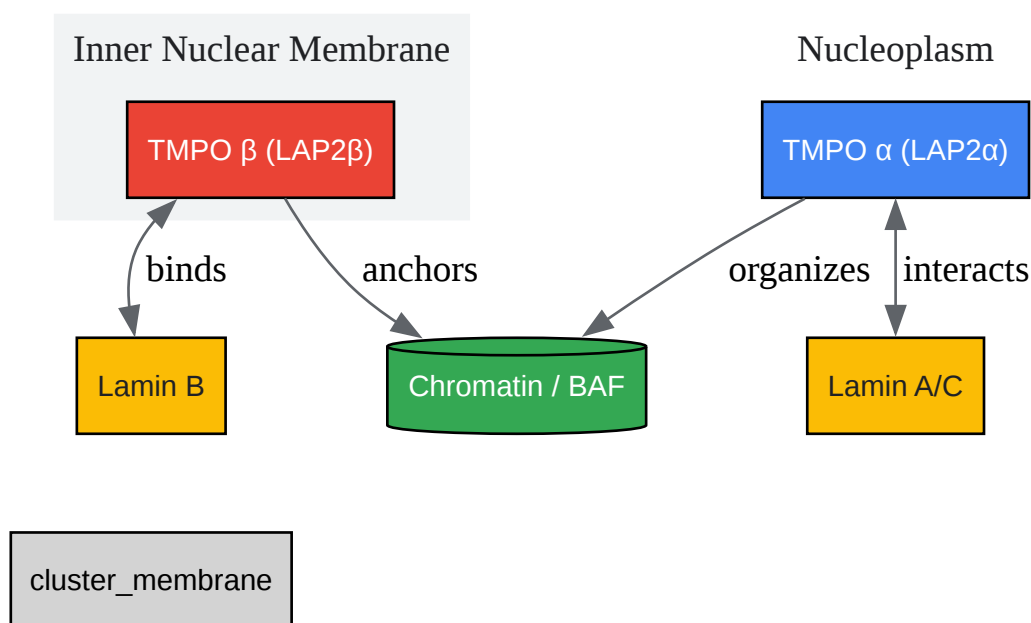 Inner Nuclear Membrane
Nucleoplasm
TMPO β (LAP2β)
TMPO α (LAP2α)
binds
anchors
organizes
interacts
Lamin B
Chromatin / BAF
Lamin A/C
cluster_membrane